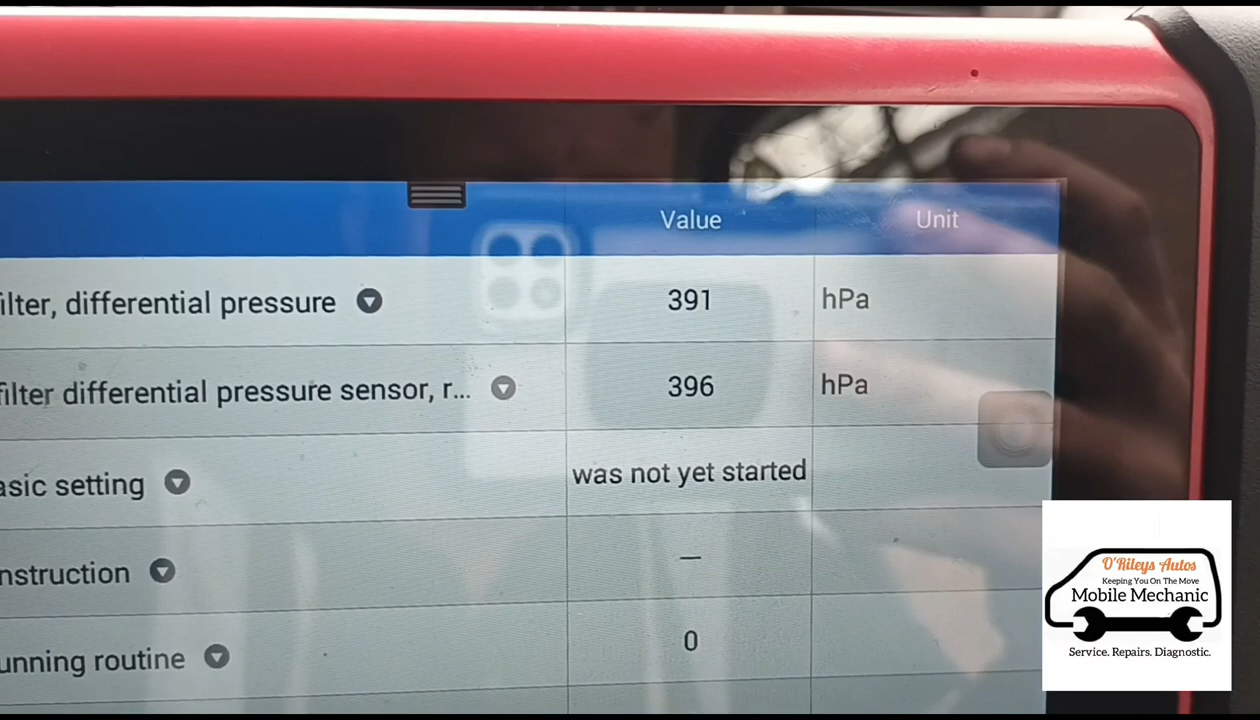 Value Unit
ilter, differential pressure 391 hPa
filter differential pressure sensor, r... 396 hPa
asic setting was not yet started
nstruction —
unning routine 0
O'Rileys Autos
Keeping You On The Move
Mobile Mechanic
Service. Repairs. Diagnostic.